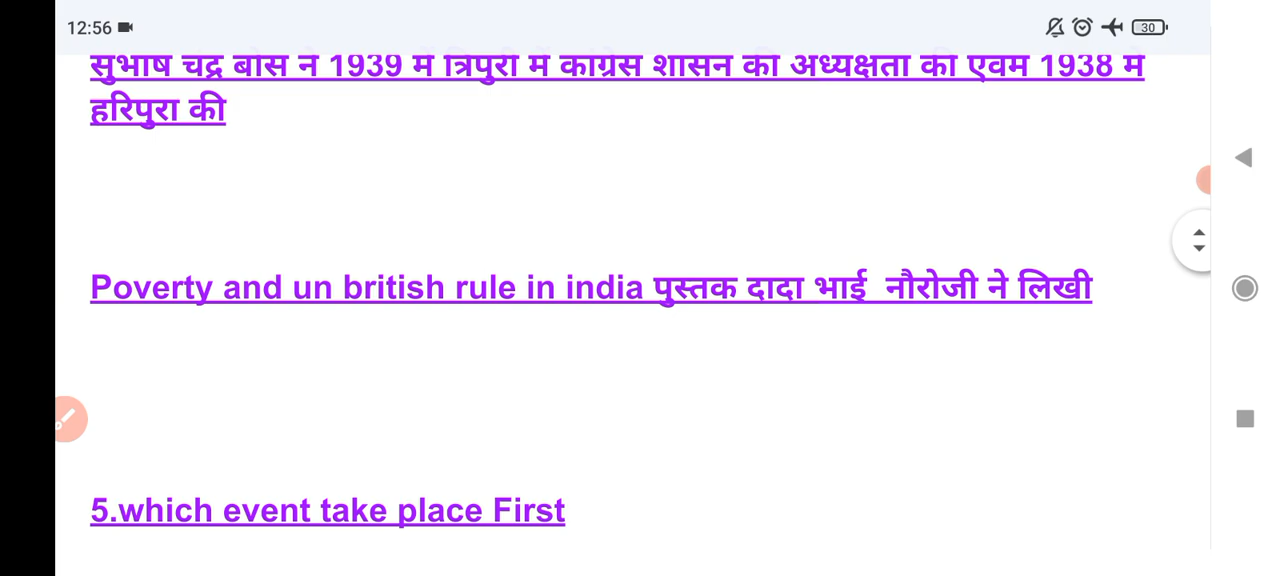 12:56
30
सुभाष चंद्र बोस ने 1939 में त्रिपुरी में कांग्रेस शासन की अध्यक्षता की एवम 1938 मे
हरिपुरा की
Poverty and un british rule in india पुस्तक दादा भाई नौरोजी ने लिखी
5.which event take place First